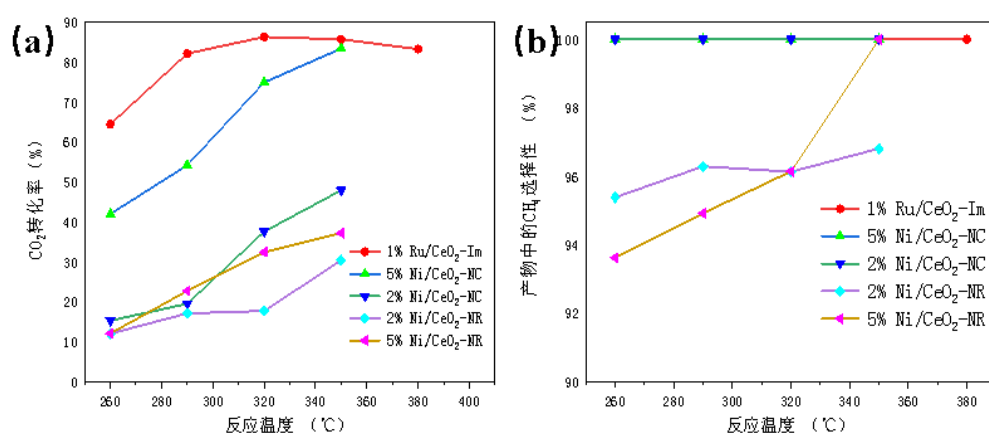 (a)
90
80
70
60
50
40
30
20
10
0
CO₂转化率 (%)
260 280 300 320 340 360 380 400
反应温度 (℃)
1% Ru/CeO₂-Im
5% Ni/CeO₂-NC
2% Ni/CeO₂-NC
2% Ni/CeO₂-NR
5% Ni/CeO₂-NR
(b)
100
98
96
94
92
90
产物中的CH₄选择性 (%)
260 280 300 320 340 360 380
反应温度 (℃)
1% Ru/CeO₂-Im
5% Ni/CeO₂-NC
2% Ni/CeO₂-NC
2% Ni/CeO₂-NR
5% Ni/CeO₂-NR